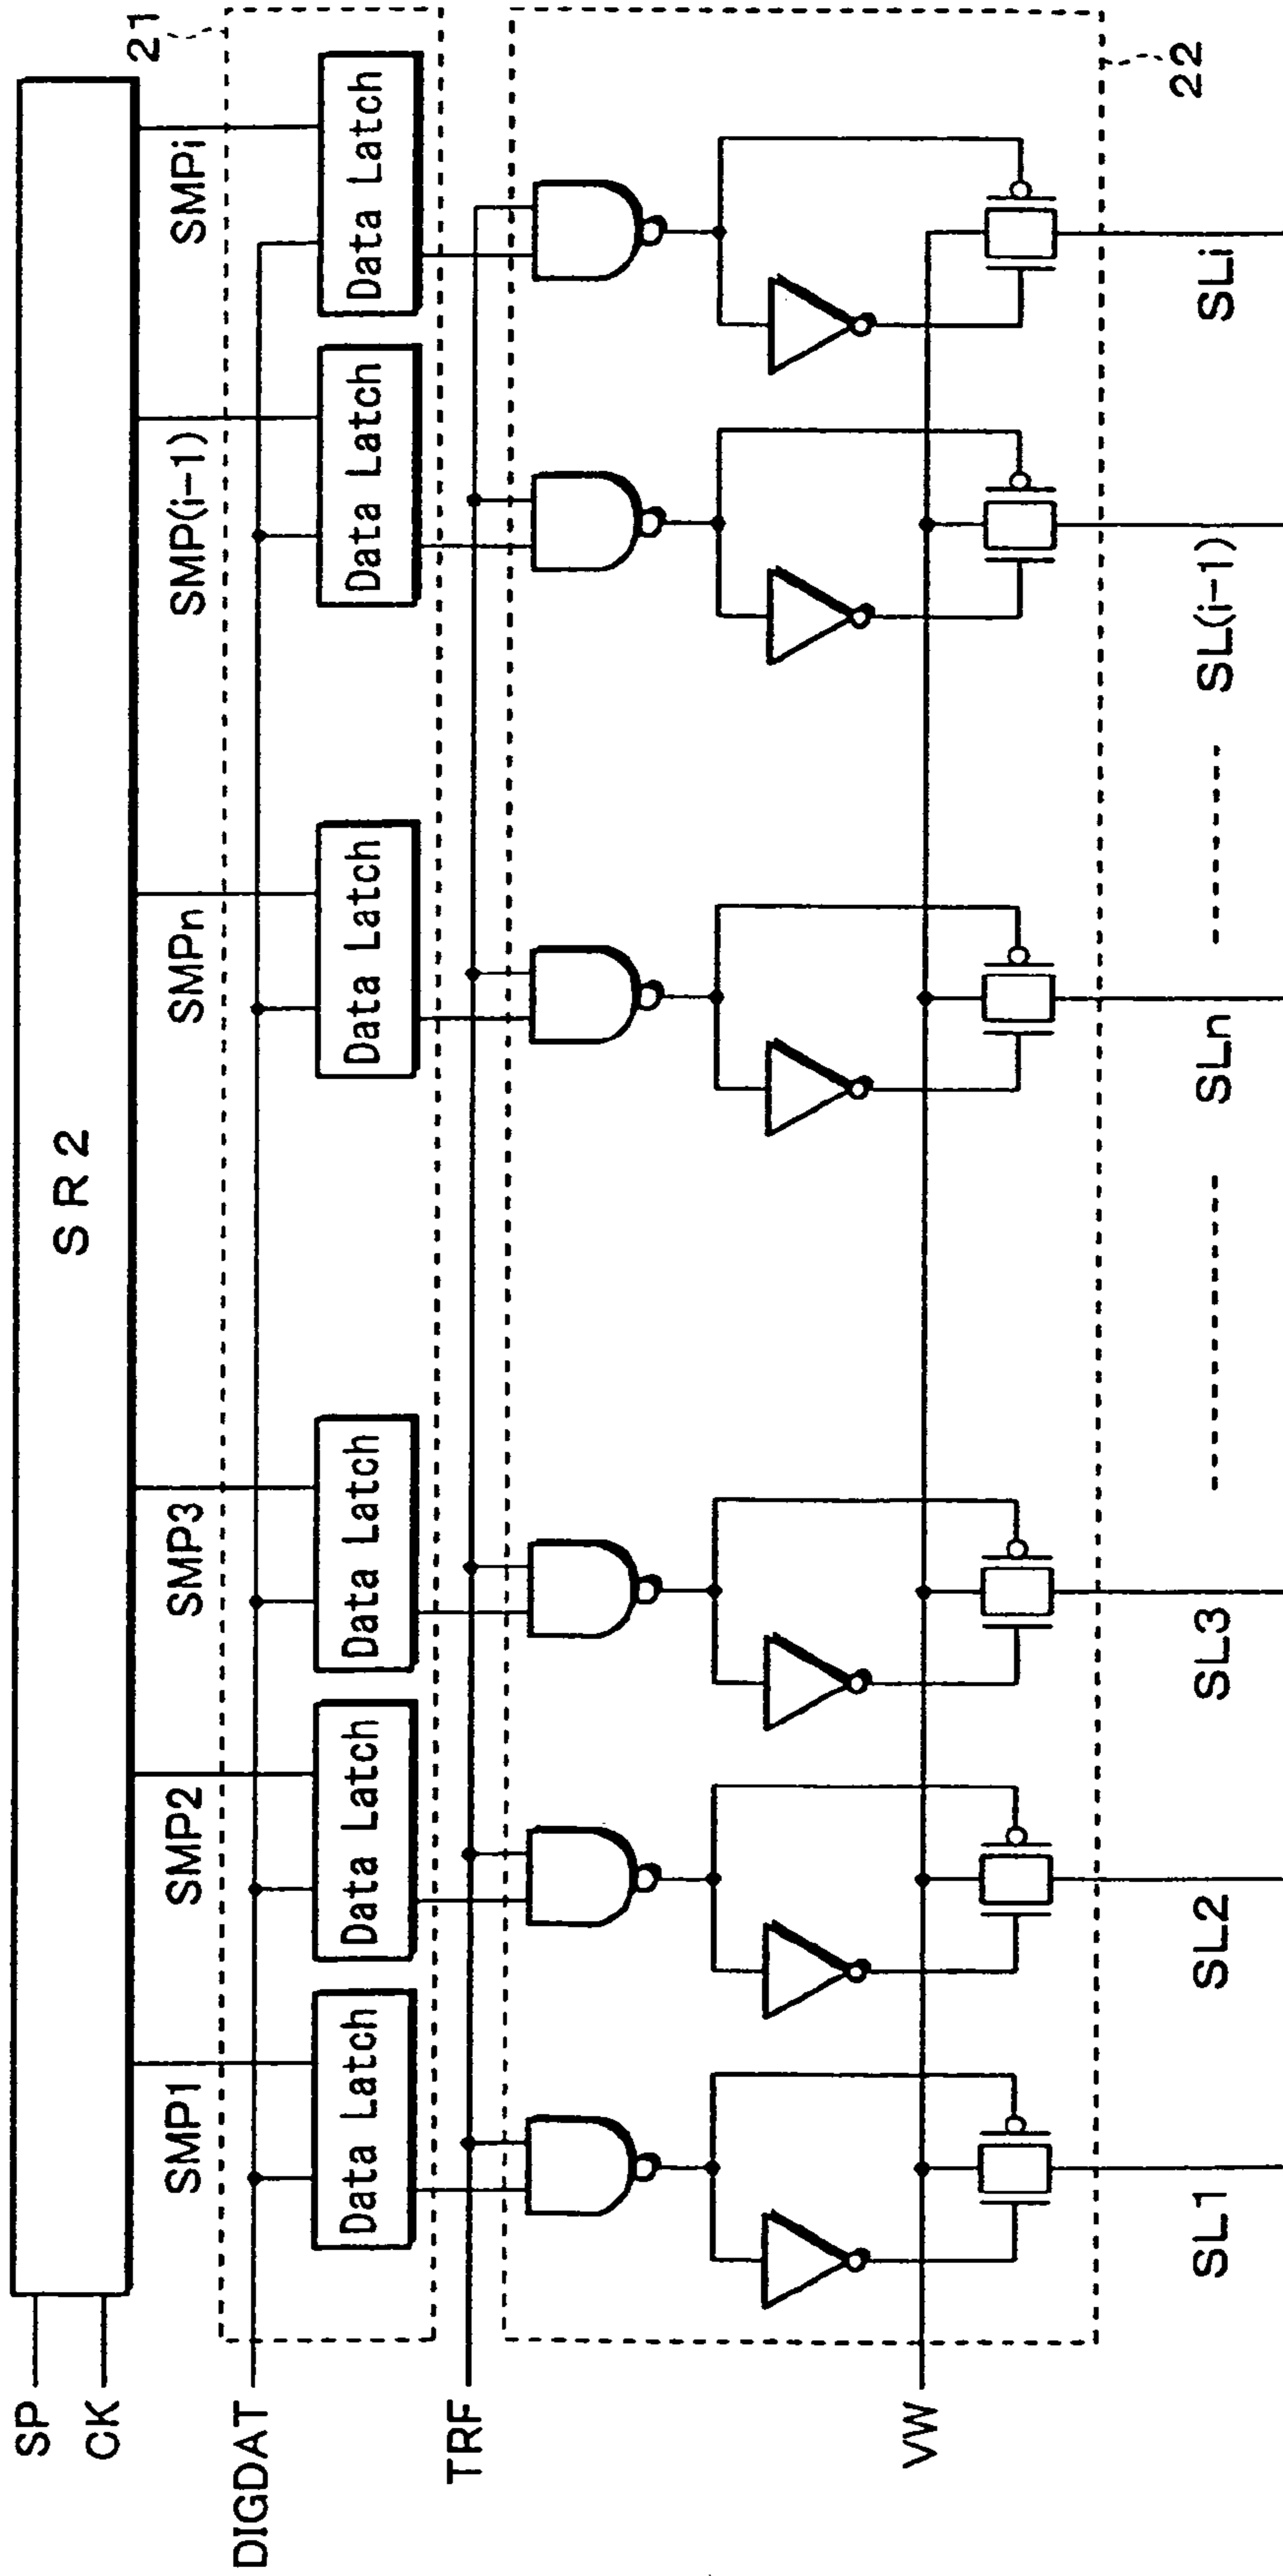 SP
CK
S R 2
21
SMP1
SMP2
SMP3
SMPn
SMP(i-1)
SMPi
DIGDAT
Data Latch
Data Latch
Data Latch
Data Latch
Data Latch
Data Latch
TRF
VW
22
SL1
SL2
SL3
SLn
SL(i-1)
SLi